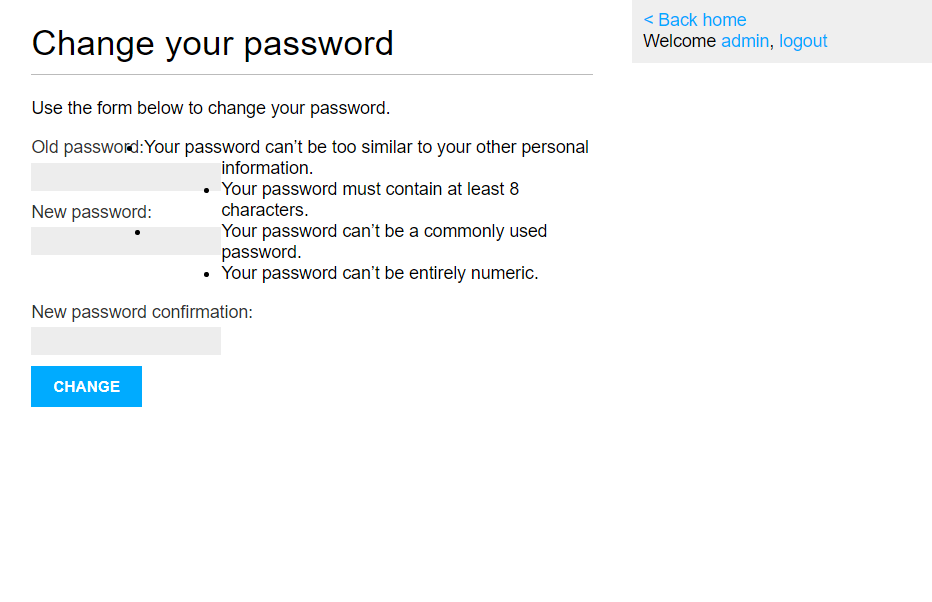 Change your password
< Back home
Welcome admin, logout
Use the form below to change your password.
Old password:
Your password can’t be too similar to your other personal
information.
Your password must contain at least 8
characters.
New password:
Your password can’t be a commonly used
password.
Your password can’t be entirely numeric.
New password confirmation:
CHANGE